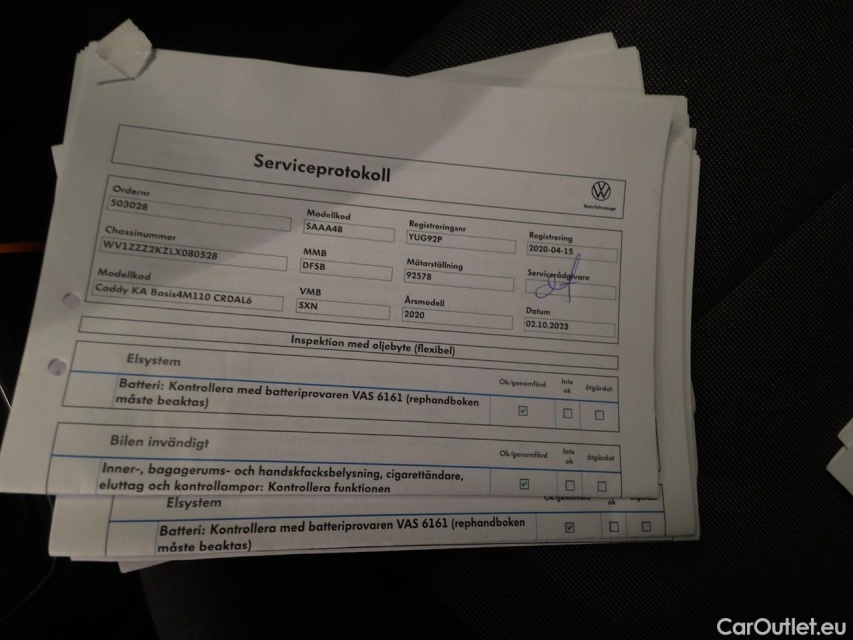 Serviceprotokoll
Ordernr
503028
Modellkod
SAAA48
Registreringsnr
YUG92P
Registrering
2020-04-15
Chassinummer
WV1ZZZ2KZLX080528
MMB
DFSB
Mätarställning
92578
Servicerådgivare
Modellkod
Caddy KA Basis4M110 CRDAL6
VMB
SXN
Årsmodell
2020
Datum
02.10.2023
Inspektion med oljebyte (flexibel)
Elsystem
Ok/genomförd Inte ok åtgärdat
Batteri: Kontrollera med batteriprovaren VAS 6161 (rephandboken
måste beaktas)
Bilen invändigt
Ok/genomförd Inte ok åtgärdat
Inner-, bagagerums- och handskfacksbelysning, cigarettändare,
eluttag och kontrollampor: Kontrollera funktionen
Elsystem
ok
Batteri: Kontrollera med batteriprovaren VAS 6161 (rephandboken
måste beaktas)
CarOutlet.eu